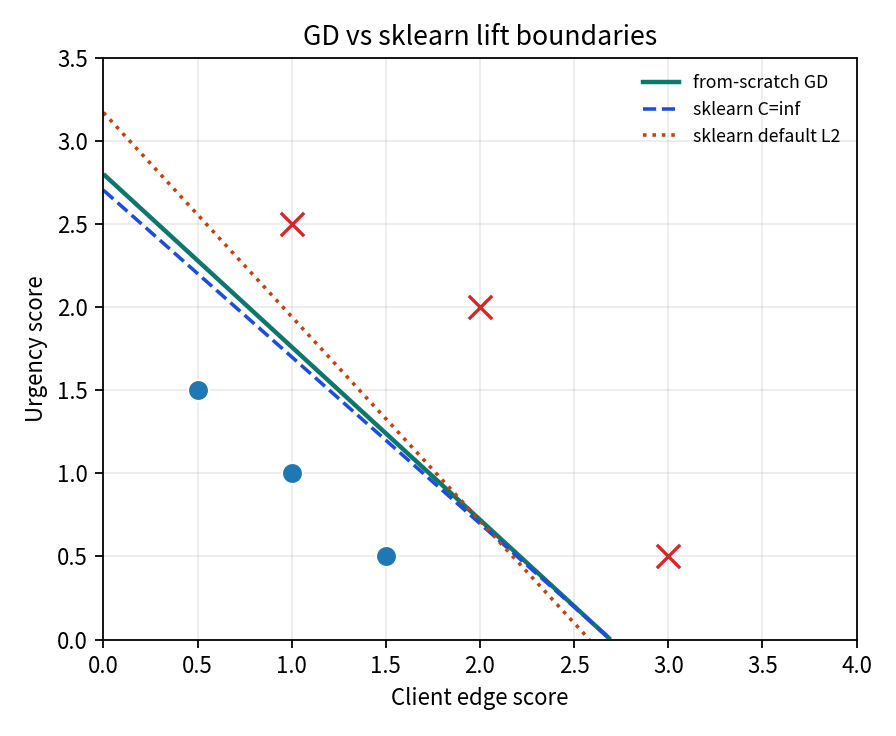 GD vs sklearn lift boundaries
from-scratch GD
sklearn C=inf
sklearn default L2
Urgency score
3.5
3.0
2.5
2.0
1.5
1.0
0.5
0.0
0.0 0.5 1.0 1.5 2.0 2.5 3.0 3.5 4.0
Client edge score